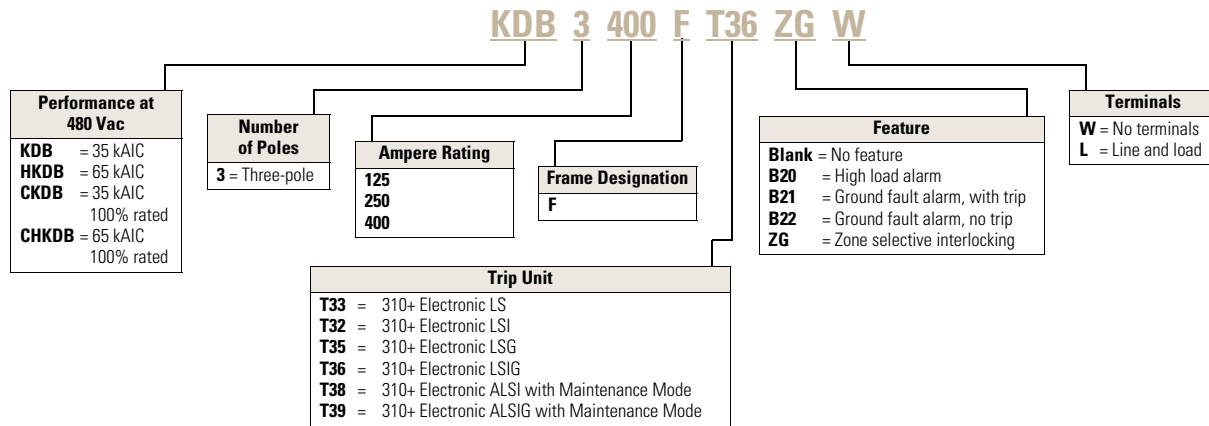 KDB 3 400 F T36 ZG W
Performance at
480 Vac
KDB = 35 kAIC
HKDB = 65 kAIC
CKDB = 35 kAIC
100% rated
CHKDB = 65 kAIC
100% rated
Number
of Poles
3 = Three-pole
Ampere Rating
125
250
400
Frame Designation
F
Trip Unit
T33 = 310+ Electronic LS
T32 = 310+ Electronic LSI
T35 = 310+ Electronic LSG
T36 = 310+ Electronic LSIG
T38 = 310+ Electronic ALSI with Maintenance Mode
T39 = 310+ Electronic ALSIG with Maintenance Mode
Feature
Blank = No feature
B20 = High load alarm
B21 = Ground fault alarm, with trip
B22 = Ground fault alarm, no trip
ZG = Zone selective interlocking
Terminals
W = No terminals
L = Line and load